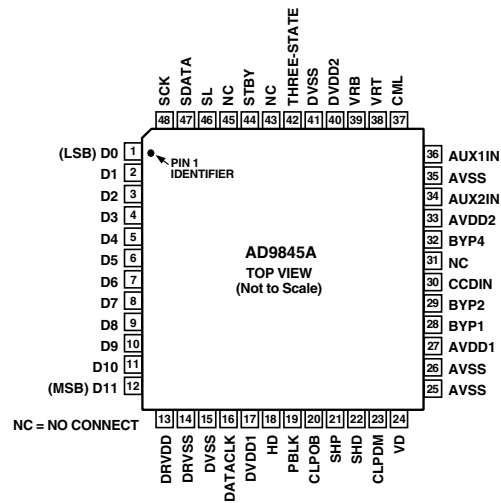 SCK
SDATA
SL
NC
STBY
NC
THREE-STATE
DVSS
DVDD2
VRB
VRT
CML
48 47 46 45 44 43 42 41 40 39 38 37
(LSB) D0 1
D1 2
D2 3
D3 4
D4 5
D5 6
D6 7
D7 8
D8 9
D9 10
D10 11
(MSB) D11 12
PIN 1
IDENTIFIER
AD9845A
TOP VIEW
(Not to Scale)
36 AUX1IN
35 AVSS
34 AUX2IN
33 AVDD2
32 BYP4
31 NC
30 CCDIN
29 BYP2
28 BYP1
27 AVDD1
26 AVSS
25 AVSS
NC = NO CONNECT
13 14 15 16 17 18 19 20 21 22 23 24
DRVDD
DRVSS
DVSS
DATACLK
DVDD1
HD
PBLK
CLPOB
SHP
SHD
CLPDM
VD